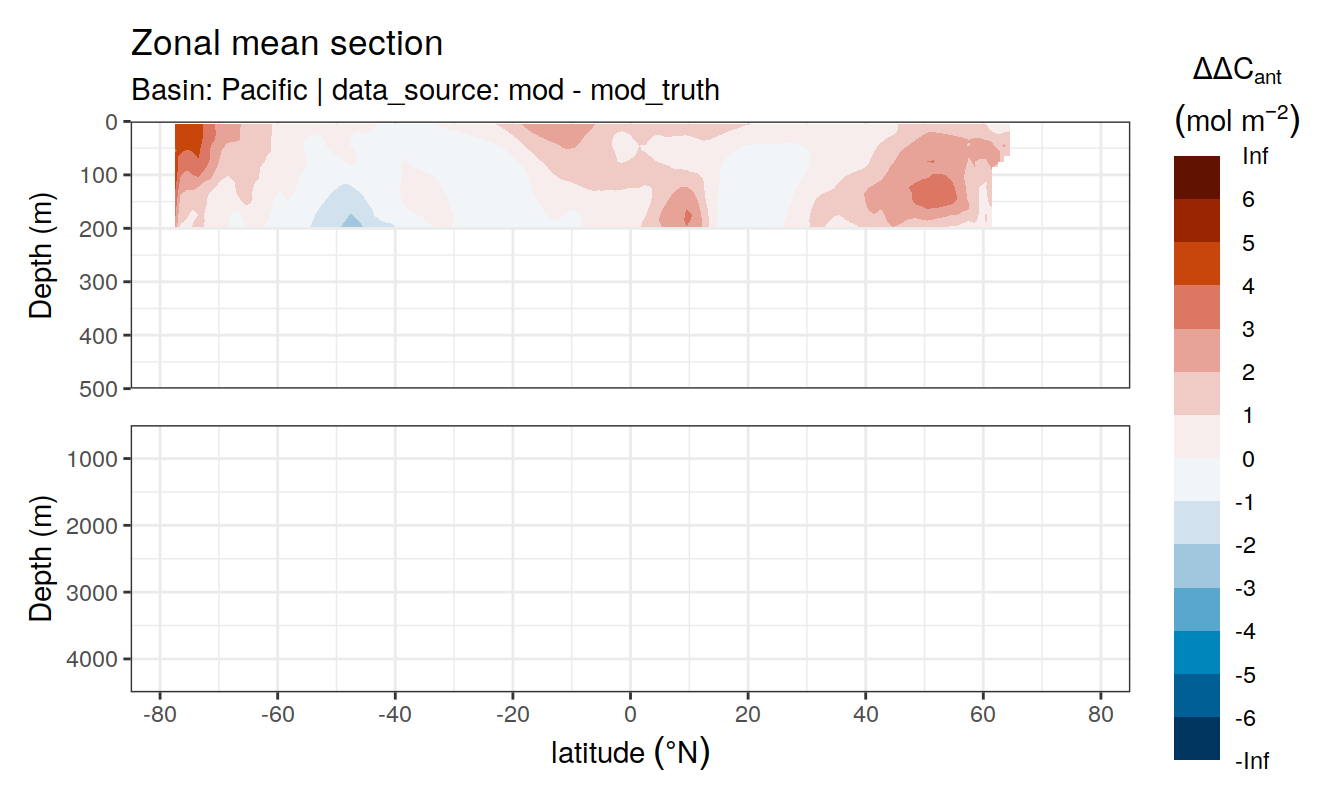 Zonal mean section
Basin: Pacific | data_source: mod - mod_truth
ΔΔC_ant
(mol m⁻²)
Inf
6
5
4
3
2
1
0
-1
-2
-3
-4
-5
-6
-Inf
Depth (m)
0
100
200
300
400
500
Depth (m)
1000
2000
3000
4000
-80 -60 -40 -20 0 20 40 60 80
latitude (°N)